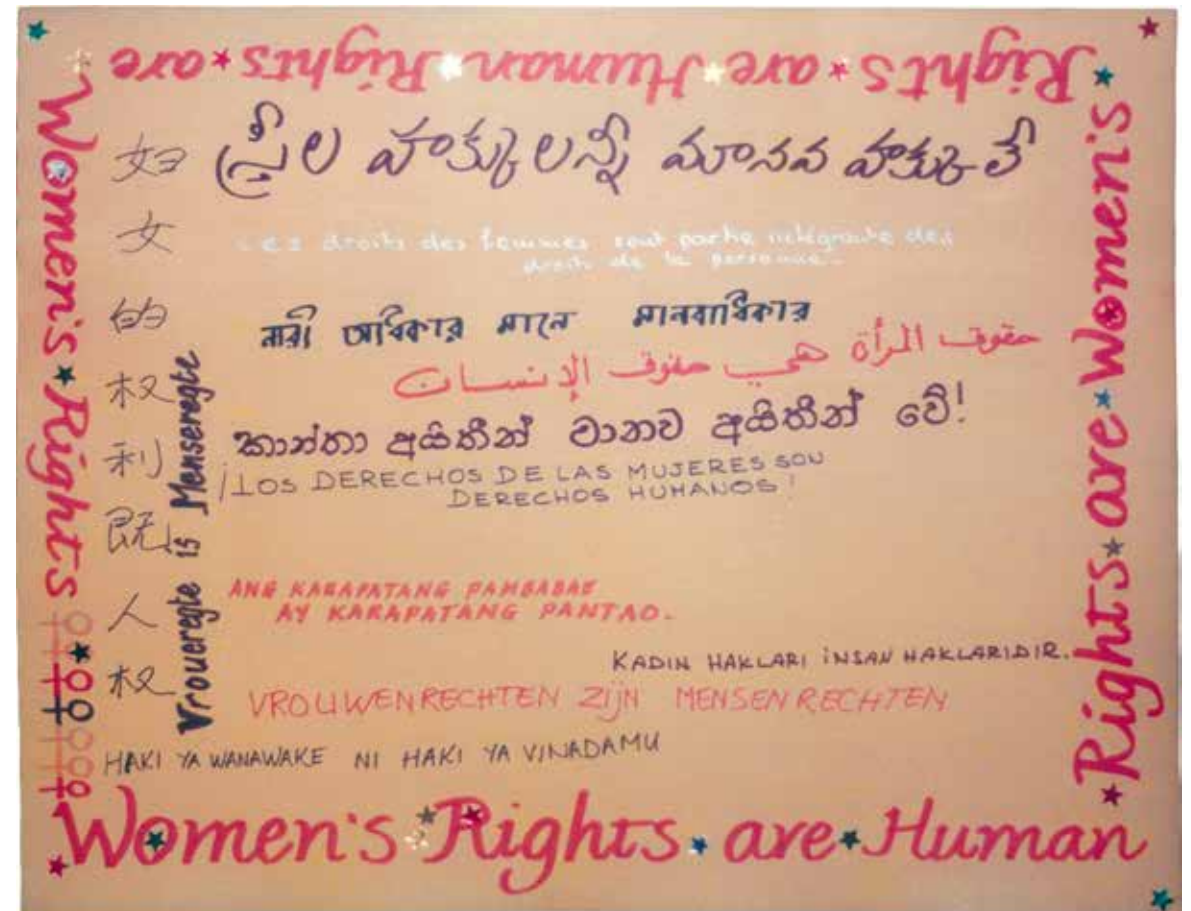 Rights are Human Rights are
Women's Rights
妇女的权利既人权
స్త్రీల హక్కులన్నీ మానవ హక్కులే
Les droits des femmes sont partie intégrante des
droits de la personne.
নারী অধিকার মানে মানবাধিকার
حقوق المرأة هي حقوق الإنسان
කාන්තා අයිතීන් මානව අයිතීන් වේ!
¡LOS DERECHOS DE LAS MUJERES SON
DERECHOS HUMANOS!
Vroueregte is Menseregte
ANG KARAPATANG PAMBABAE
AY KARAPATANG PANTAO.
KADIN HAKLARI İNSAN HAKLARIDIR.
VROUWENRECHTEN ZIJN MENSENRECHTEN
HAKI YA WANAWAKE NI HAKI YA VINADAMU
Women's Rights are Human
Rights are Women's